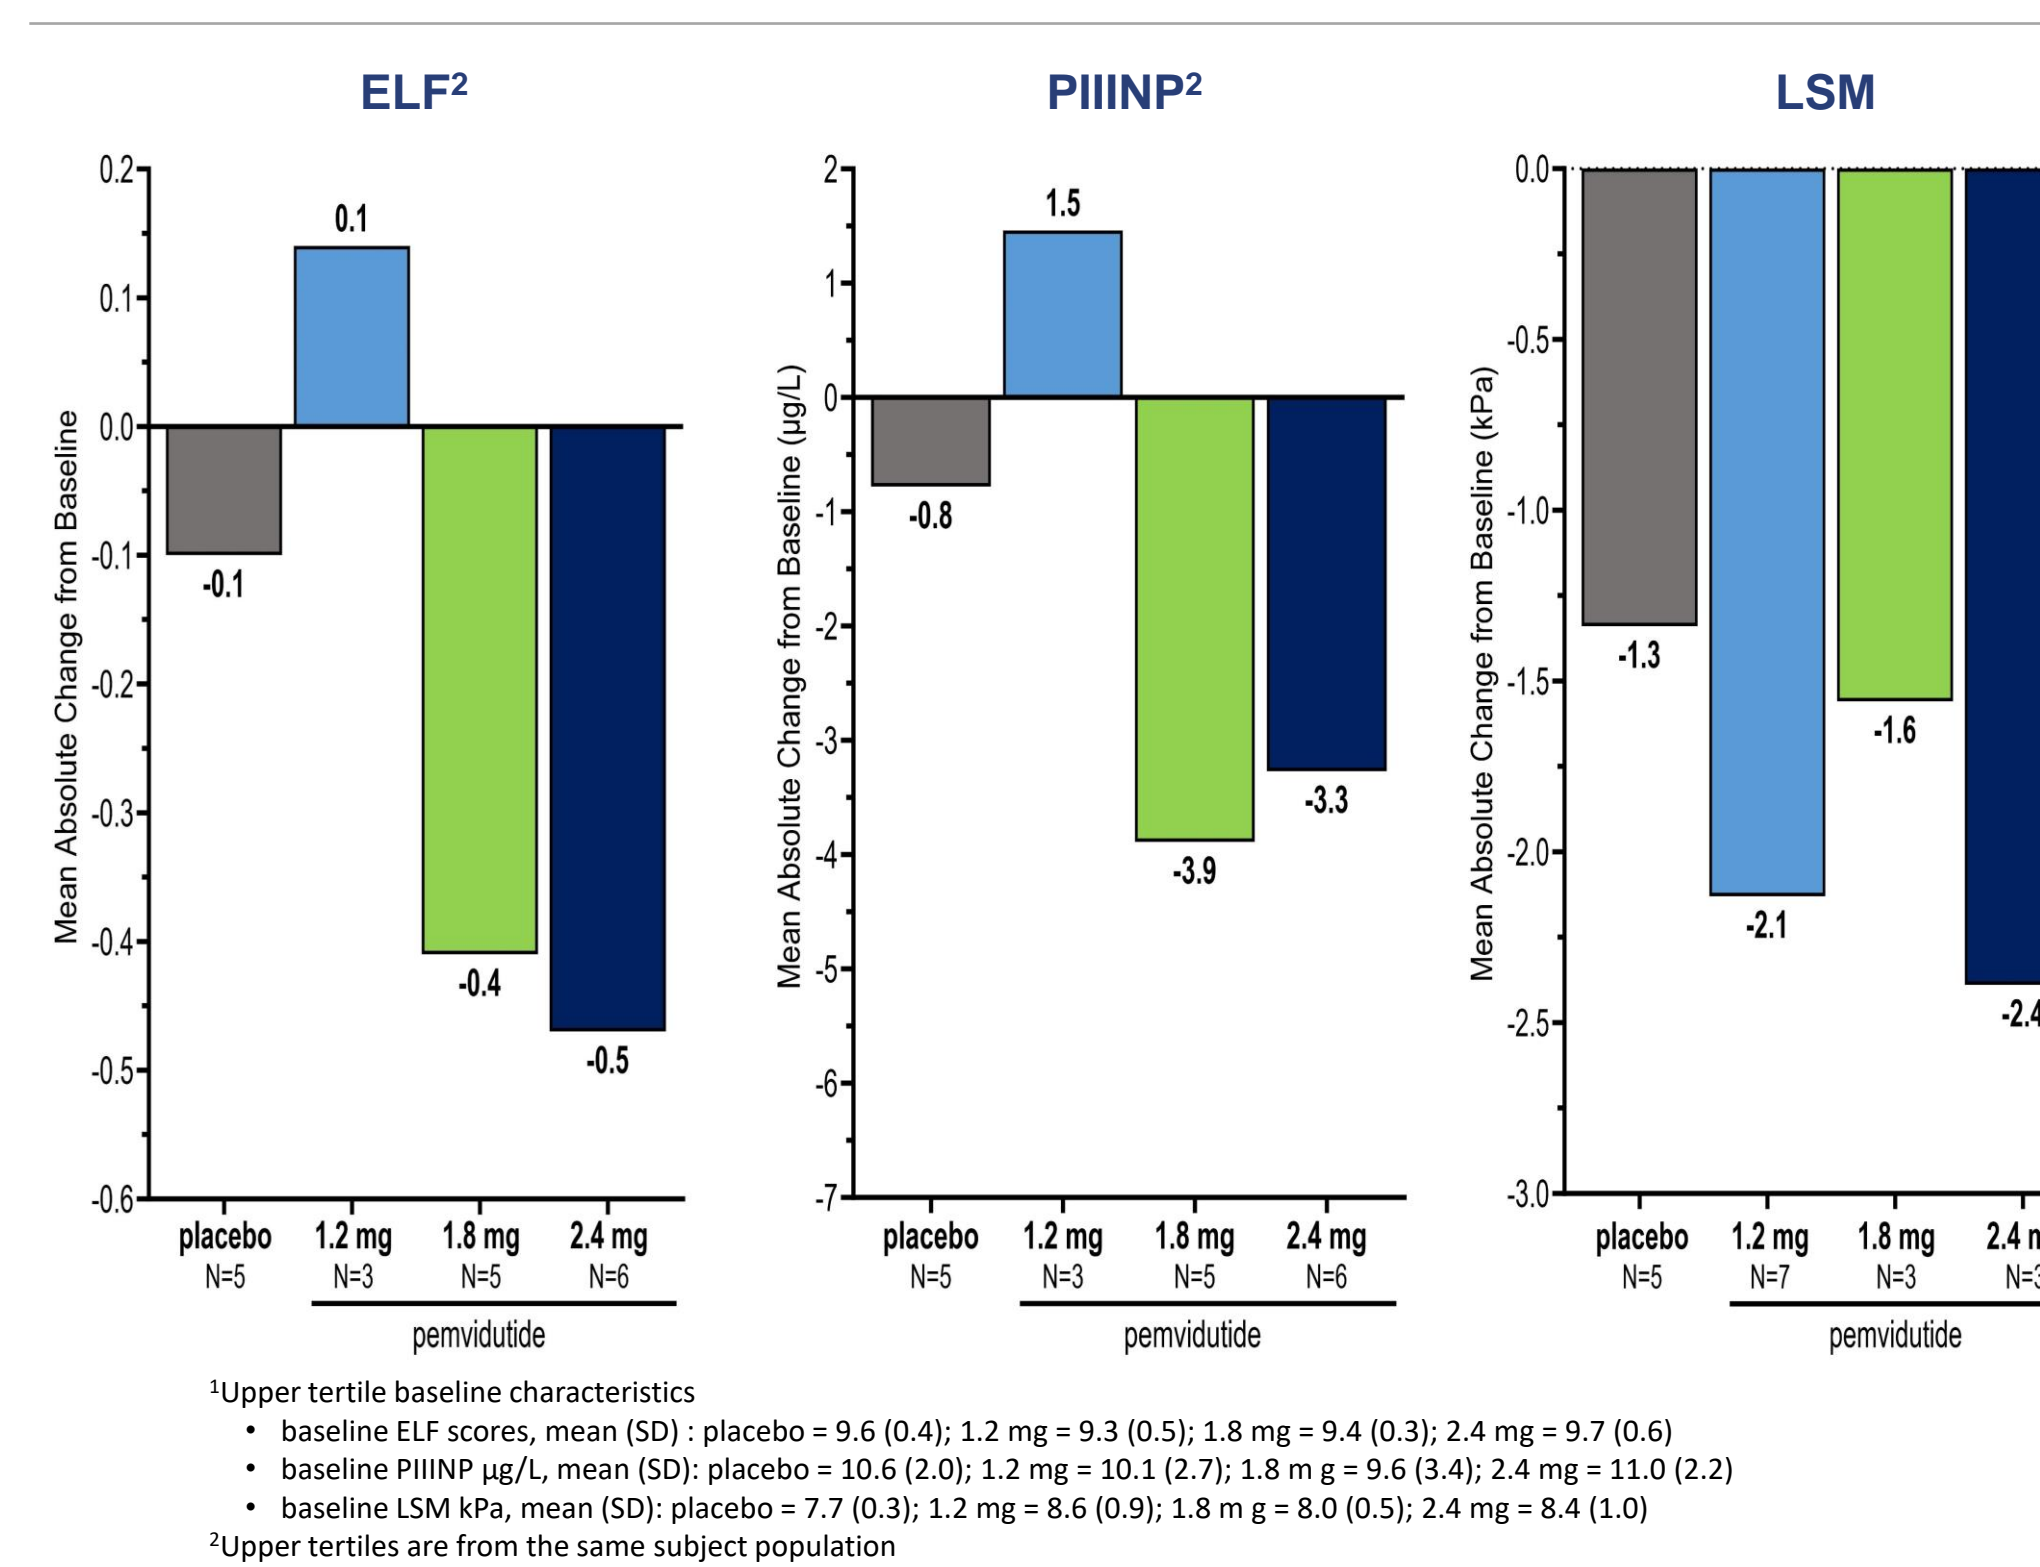 ELF²
PIIINP²
LSM
Mean Absolute Change from Baseline
0.2
0.1
0.0
-0.1
-0.2
-0.3
-0.4
-0.5
-0.6
-0.1
0.1
-0.4
-0.5
placebo 1.2 mg 1.8 mg 2.4 mg
N=5 N=3 N=5 N=6
pemvidutide
Mean Absolute Change from Baseline (µg/L)
2
1
0
-1
-2
-3
-4
-5
-6
-7
-0.8
1.5
-3.9
-3.3
placebo 1.2 mg 1.8 mg 2.4 mg
N=5 N=3 N=5 N=6
pemvidutide
Mean Absolute Change from Baseline (kPa)
0.0
-0.5
-1.0
-1.5
-2.0
-2.5
-3.0
-1.3
-2.1
-1.6
-2.4
placebo 1.2 mg 1.8 mg 2.4 m
N=5 N=7 N=3 N=3
pemvidutide
¹Upper tertile baseline characteristics
• baseline ELF scores, mean (SD) : placebo = 9.6 (0.4); 1.2 mg = 9.3 (0.5); 1.8 mg = 9.4 (0.3); 2.4 mg = 9.7 (0.6)
• baseline PIIINP µg/L, mean (SD): placebo = 10.6 (2.0); 1.2 mg = 10.1 (2.7); 1.8 m g = 9.6 (3.4); 2.4 mg = 11.0 (2.2)
• baseline LSM kPa, mean (SD): placebo = 7.7 (0.3); 1.2 mg = 8.6 (0.9); 1.8 m g = 8.0 (0.5); 2.4 mg = 8.4 (1.0)
²Upper tertiles are from the same subject population